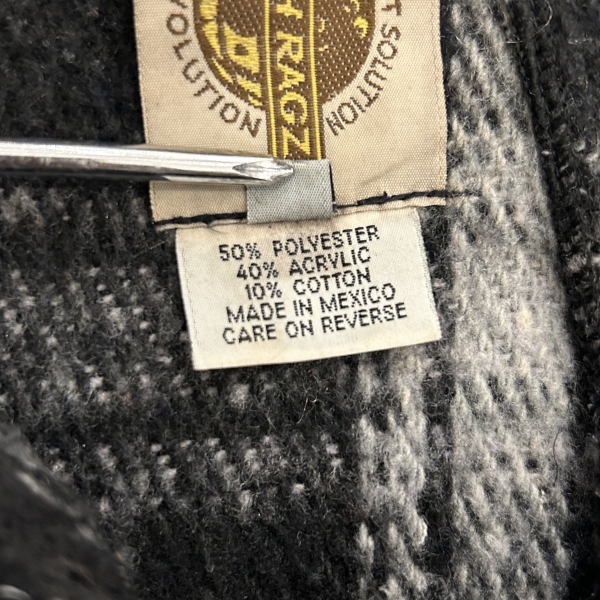 VOLUTION
H RAGZ
T SOLUTION
50% POLYESTER
40% ACRYLIC
10% COTTON
MADE IN MEXICO
CARE ON REVERSE